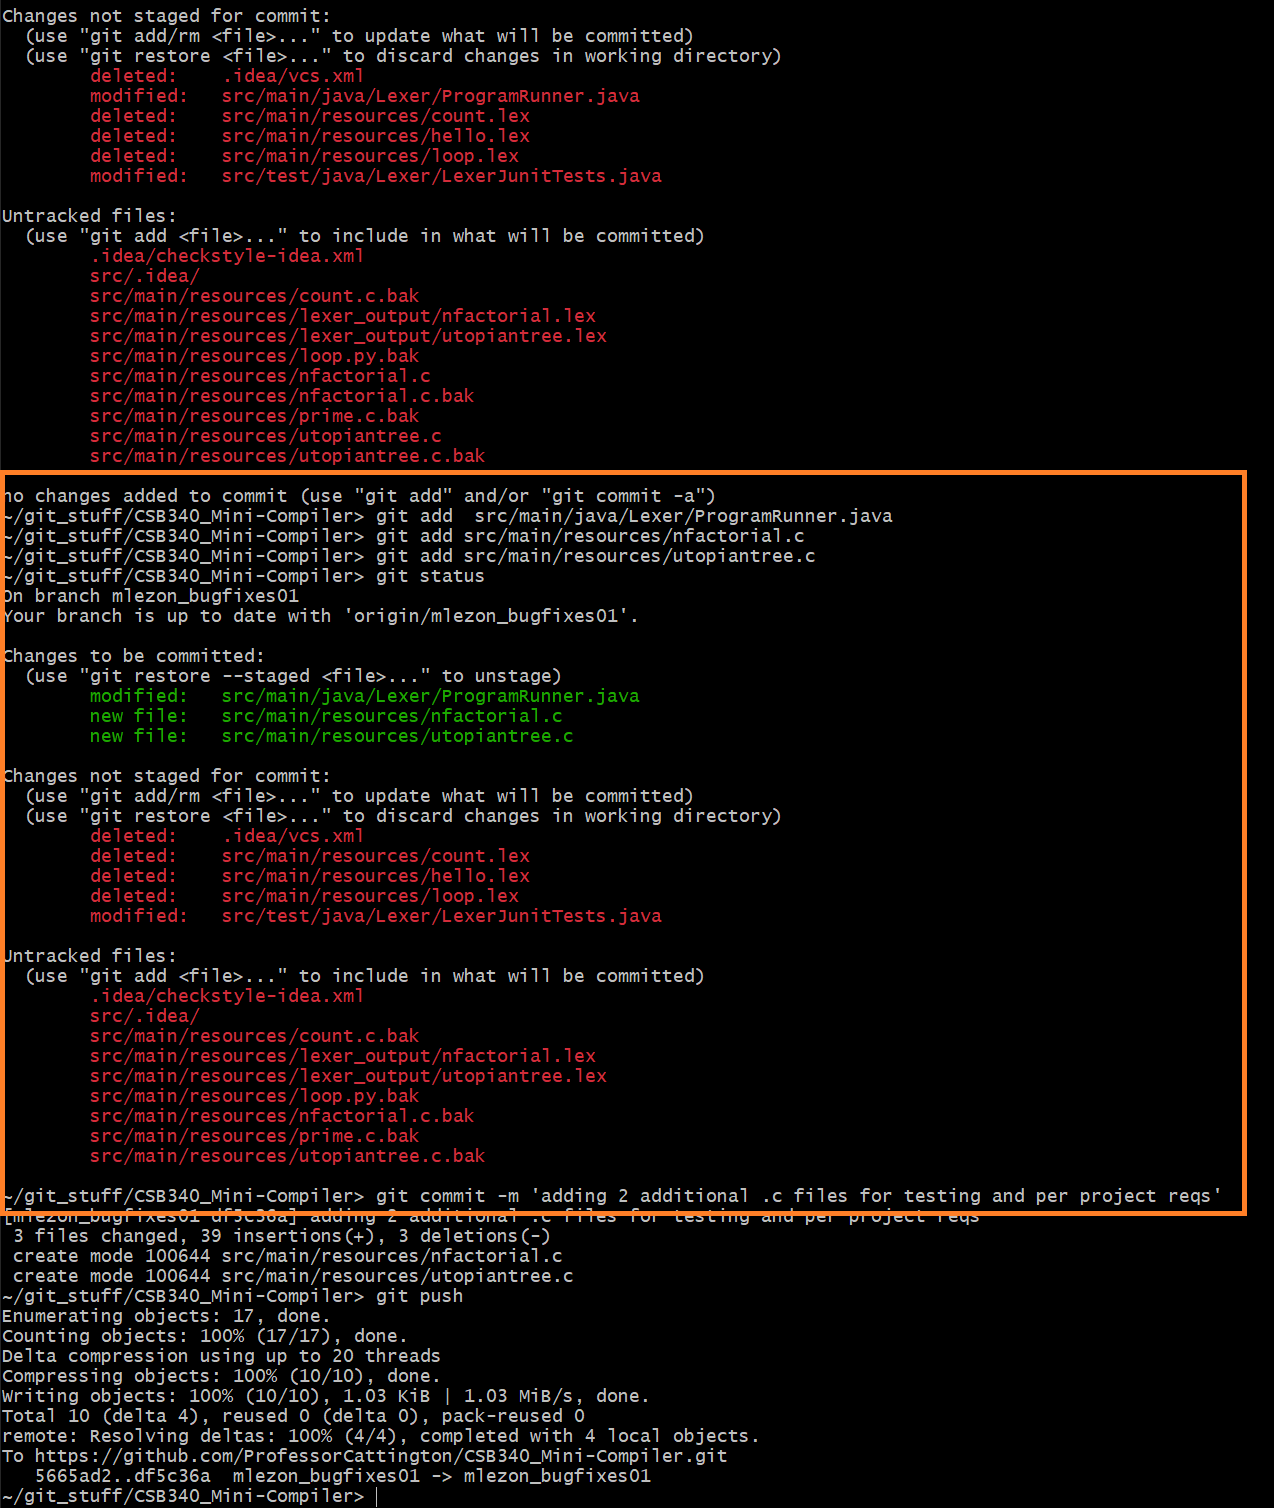 Changes not staged for commit:
  (use "git add/rm <file>..." to update what will be committed)
  (use "git restore <file>..." to discard changes in working directory)
        deleted:    .idea/vcs.xml
        modified:   src/main/java/Lexer/ProgramRunner.java
        deleted:    src/main/resources/count.lex
        deleted:    src/main/resources/hello.lex
        deleted:    src/main/resources/loop.lex
        modified:   src/test/java/Lexer/LexerJunitTests.java

Untracked files:
  (use "git add <file>..." to include in what will be committed)
        .idea/checkstyle-idea.xml
        src/.idea/
        src/main/resources/count.c.bak
        src/main/resources/lexer_output/nfactorial.lex
        src/main/resources/lexer_output/utopiantree.lex
        src/main/resources/loop.py.bak
        src/main/resources/nfactorial.c
        src/main/resources/nfactorial.c.bak
        src/main/resources/prime.c.bak
        src/main/resources/utopiantree.c
        src/main/resources/utopiantree.c.bak

no changes added to commit (use "git add" and/or "git commit -a")
~/git_stuff/CSB340_Mini-Compiler> git add  src/main/java/Lexer/ProgramRunner.java
~/git_stuff/CSB340_Mini-Compiler> git add src/main/resources/nfactorial.c
~/git_stuff/CSB340_Mini-Compiler> git add src/main/resources/utopiantree.c
~/git_stuff/CSB340_Mini-Compiler> git status
On branch mlezon_bugfixes01
Your branch is up to date with 'origin/mlezon_bugfixes01'.

Changes to be committed:
  (use "git restore --staged <file>..." to unstage)
        modified:   src/main/java/Lexer/ProgramRunner.java
        new file:   src/main/resources/nfactorial.c
        new file:   src/main/resources/utopiantree.c

Changes not staged for commit:
  (use "git add/rm <file>..." to update what will be committed)
  (use "git restore <file>..." to discard changes in working directory)
        deleted:    .idea/vcs.xml
        deleted:    src/main/resources/count.lex
        deleted:    src/main/resources/hello.lex
        deleted:    src/main/resources/loop.lex
        modified:   src/test/java/Lexer/LexerJunitTests.java

Untracked files:
  (use "git add <file>..." to include in what will be committed)
        .idea/checkstyle-idea.xml
        src/.idea/
        src/main/resources/count.c.bak
        src/main/resources/lexer_output/nfactorial.lex
        src/main/resources/lexer_output/utopiantree.lex
        src/main/resources/loop.py.bak
        src/main/resources/nfactorial.c.bak
        src/main/resources/prime.c.bak
        src/main/resources/utopiantree.c.bak

~/git_stuff/CSB340_Mini-Compiler> git commit -m 'adding 2 additional .c files for testing and per project reqs'
[mlezon_bugfixes01 df5c36a] adding 2 additional .c files for testing and per project reqs
 3 files changed, 39 insertions(+), 3 deletions(-)
 create mode 100644 src/main/resources/nfactorial.c
 create mode 100644 src/main/resources/utopiantree.c
~/git_stuff/CSB340_Mini-Compiler> git push
Enumerating objects: 17, done.
Counting objects: 100% (17/17), done.
Delta compression using up to 20 threads
Compressing objects: 100% (10/10), done.
Writing objects: 100% (10/10), 1.03 KiB | 1.03 MiB/s, done.
Total 10 (delta 4), reused 0 (delta 0), pack-reused 0
remote: Resolving deltas: 100% (4/4), completed with 4 local objects.
To https://github.com/ProfessorCattington/CSB340_Mini-Compiler.git
   5665ad2..df5c36a  mlezon_bugfixes01 -> mlezon_bugfixes01
~/git_stuff/CSB340_Mini-Compiler>